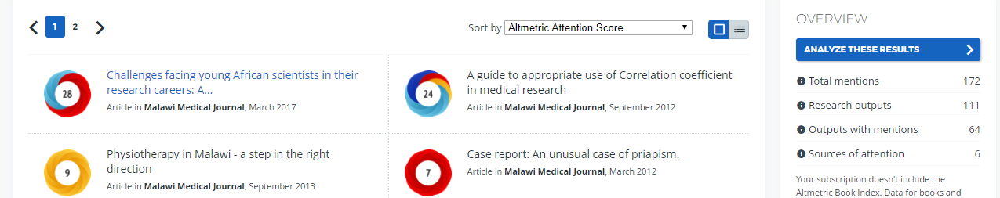 1 2
Sort by Altmetric Attention Score
28
Challenges facing young African scientists in their
research careers: A...
Article in Malawi Medical Journal, March 2017
24
A guide to appropriate use of Correlation coefficient
in medical research
Article in Malawi Medical Journal, September 2012
9
Physiotherapy in Malawi - a step in the right
direction
Article in Malawi Medical Journal, September 2013
7
Case report: An unusual case of priapism.
Article in Malawi Medical Journal, March 2012
OVERVIEW
ANALYZE THESE RESULTS
Total mentions 172
Research outputs 111
Outputs with mentions 64
Sources of attention 6
Your subscription doesn't include the
Altmetric Book Index. Data for books and